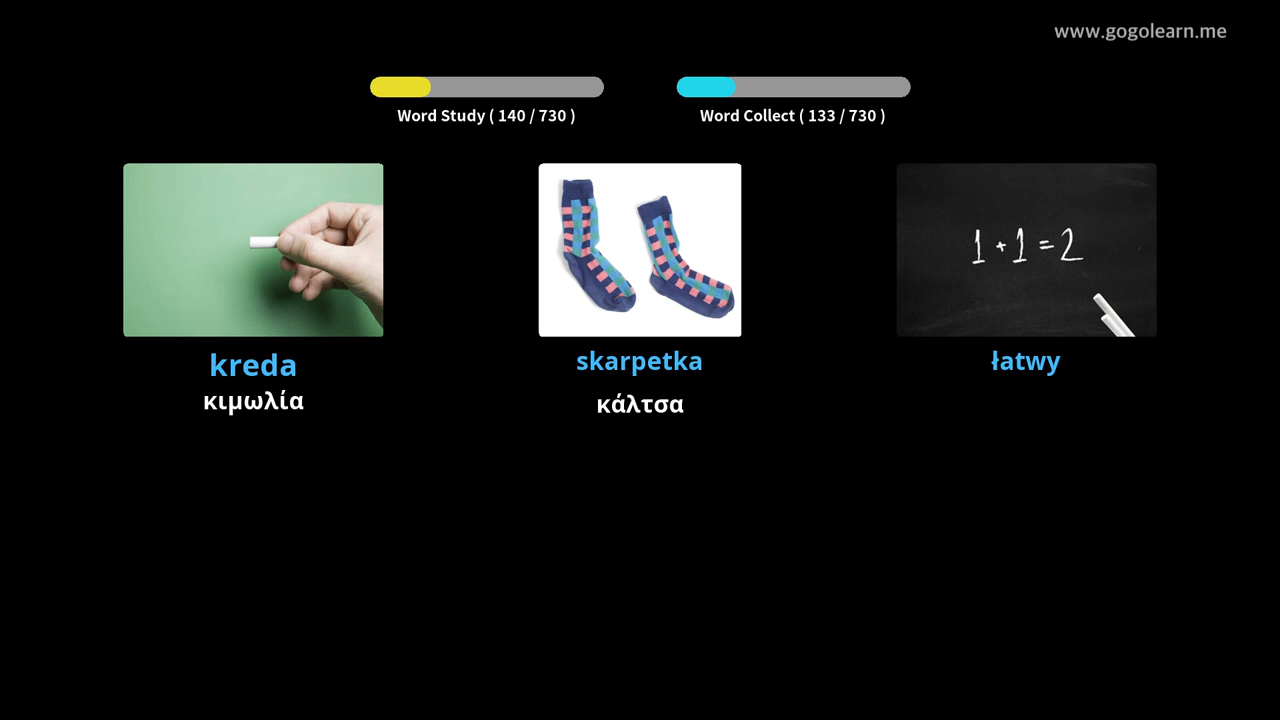 www.gogolearn.me
Word Study ( 140 / 730 )
Word Collect ( 133 / 730 )
1 + 1 = 2
kreda
κιμωλία
skarpetka
κάλτσα
łatwy